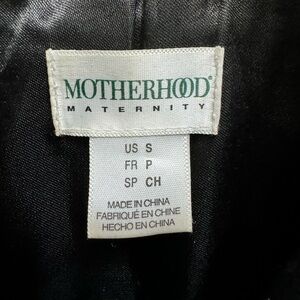 MOTHERHOOD®
MATERNITY
US S
FR P
SP CH
MADE IN CHINA
FABRIQUÉ EN CHINE
HECHO EN CHINA